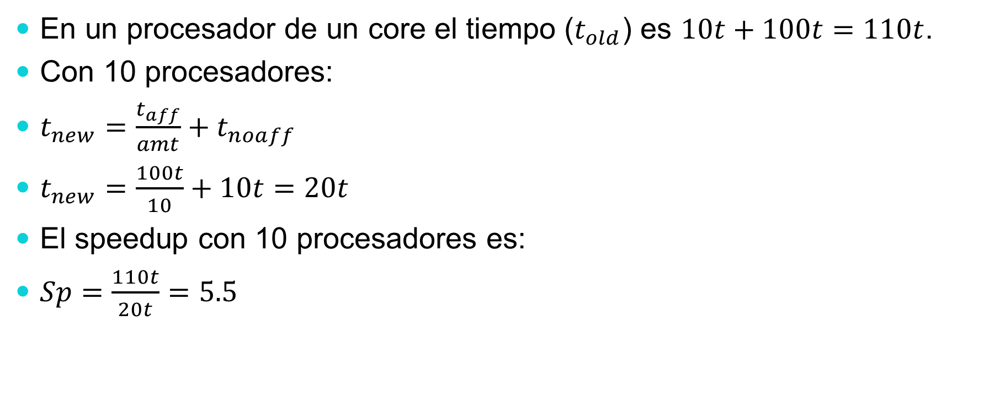 • En un procesador de un core el tiempo ($t_{old}$) es $10t + 100t = 110t$.
• Con 10 procesadores:
• $t_{new} = \frac{t_{aff}}{amt} + t_{noaff}$
• $t_{new} = \frac{100t}{10} + 10t = 20t$
• El speedup con 10 procesadores es:
• $Sp = \frac{110t}{20t} = 5.5$